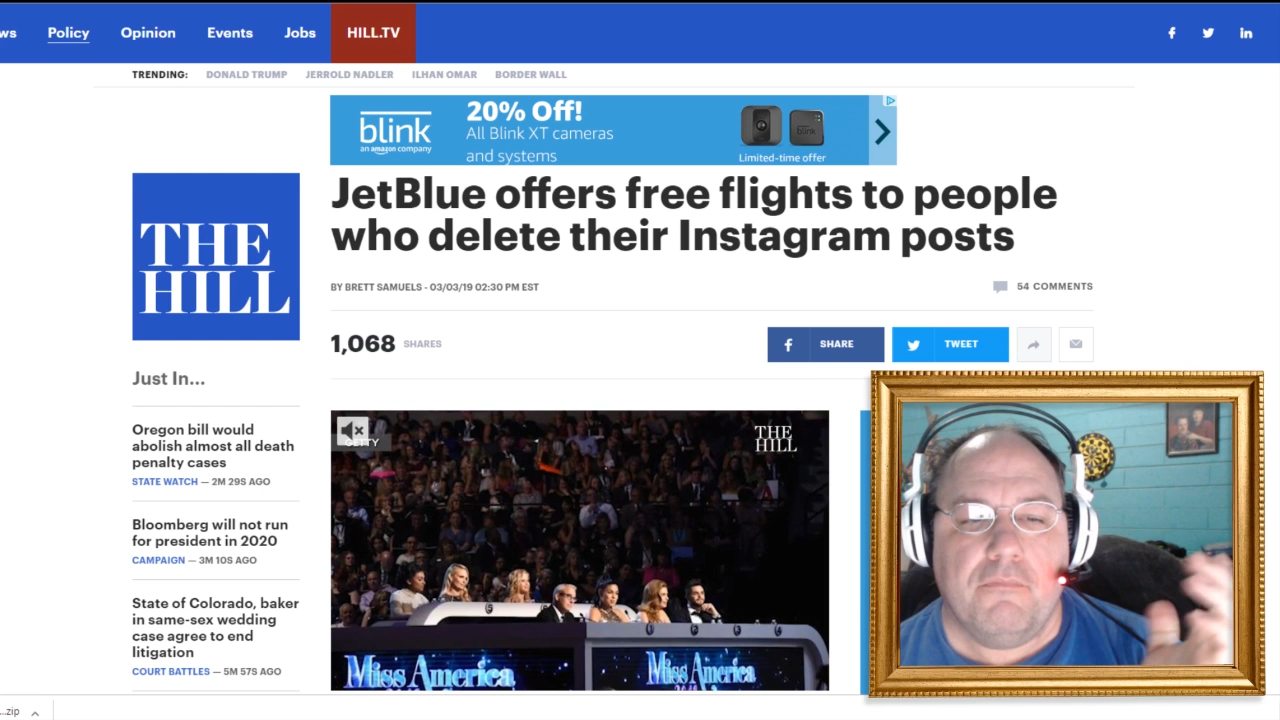 ws Policy Opinion Events Jobs HILL.TV
TRENDING: DONALD TRUMP JERROLD NADLER ILHAN OMAR BORDER WALL
blink
an amazon company
20% Off!
All Blink XT cameras
and systems
blink
Limited-time offer
THE
HILL
JetBlue offers free flights to people
who delete their Instagram posts
BY BRETT SAMUELS - 03/03/19 02:30 PM EST
54 COMMENTS
1,068 SHARES
SHARE
TWEET
Just In...
Oregon bill would
abolish almost all death
penalty cases
STATE WATCH — 2M 29S AGO
Bloomberg will not run
for president in 2020
CAMPAIGN — 3M 10S AGO
State of Colorado, baker
in same-sex wedding
case agree to end
litigation
COURT BATTLES — 5M 57S AGO
GETTY
THE
HILL
Miss America
Miss America
...zip